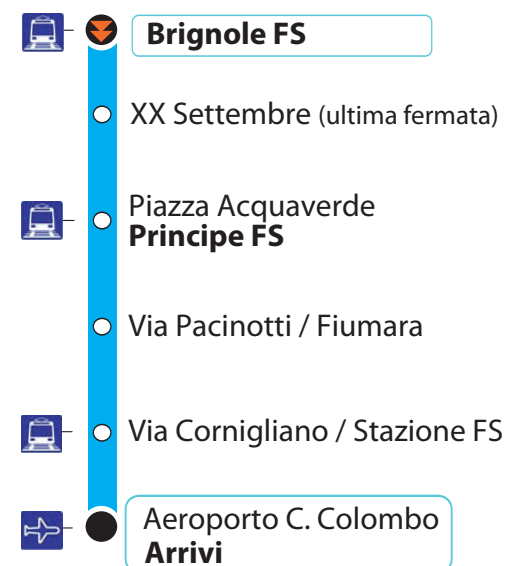 Brignole FS
XX Settembre (ultima fermata)
Piazza Acquaverde
Principe FS
Via Pacinotti / Fiumara
Via Cornigliano / Stazione FS
Aeroporto C. Colombo
Arrivi